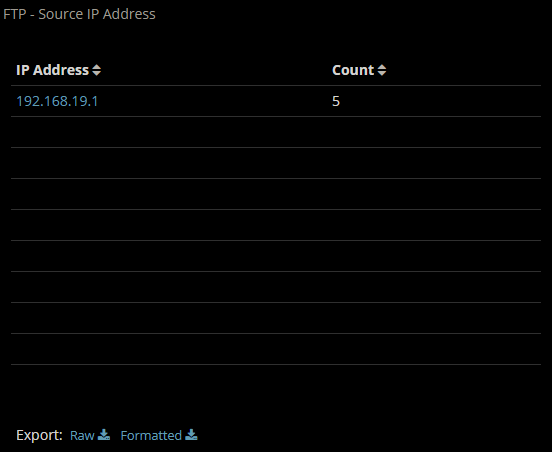 FTP - Source IP Address
IP Address Count
192.168.19.1 5
Export: Raw Formatted